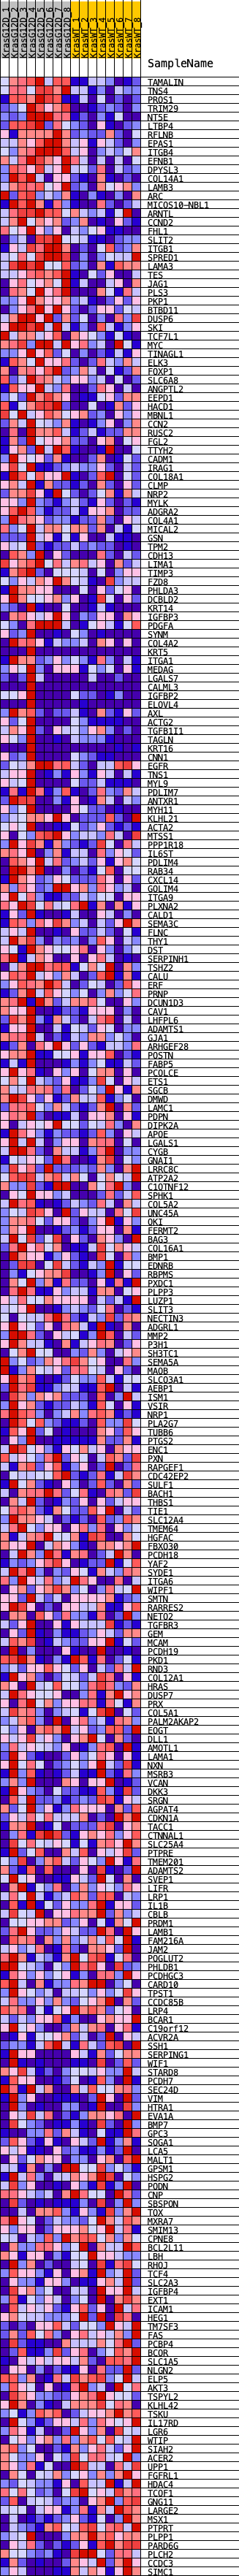 KrasG12D_1
KrasG12D_2
KrasG12D_3
KrasG12D_4
KrasG12D_5
KrasG12D_6
KrasG12D_7
KrasG12D_8
KrasWT_1
KrasWT_2
KrasWT_3
KrasWT_4
KrasWT_5
KrasWT_6
KrasWT_7
KrasWT_8
SampleName
TAMALIN
TNS4
PROS1
TRIM29
NT5E
LTBP4
RFLNB
EPAS1
ITGB4
EFNB1
DPYSL3
COL14A1
LAMB3
ARC
MICOS10-NBL1
ARNTL
CCND2
FHL1
SLIT2
ITGB1
SPRED1
LAMA3
TES
JAG1
PLS3
PKP1
BTBD11
DUSP6
SKI
TCF7L1
MYC
TINAGL1
ELK3
FOXP1
SLC6A8
ANGPTL2
EEPD1
HACD1
MBNL1
CCN2
RUSC2
FGL2
TTYH2
CADM1
IRAG1
COL18A1
CLMP
NRP2
MYLK
ADGRA2
COL4A1
MICAL2
GSN
TPM2
CDH13
LIMA1
TIMP3
FZD8
PHLDA3
DCBLD2
KRT14
IGFBP3
PDGFA
SYNM
COL4A2
KRT5
ITGA1
MEDAG
LGALS7
CALML3
IGFBP2
ELOVL4
AXL
ACTG2
TGFB1I1
TAGLN
KRT16
CNN1
EGFR
TNS1
MYL9
PDLIM7
ANTXR1
MYH11
KLHL21
ACTA2
MTSS1
PPP1R18
IL6ST
PDLIM4
RAB34
CXCL14
GOLIM4
ITGA9
PLXNA2
CALD1
SEMA3C
FLNC
THY1
DST
SERPINH1
TSHZ2
CALU
ERF
PRNP
DCUN1D3
CAV1
LHFPL6
ADAMTS1
GJA1
ARHGEF28
POSTN
FABP5
PCOLCE
ETS1
SGCB
DMWD
LAMC1
PDPN
DIPK2A
APOE
LGALS1
CYGB
GNAI1
LRRC8C
ATP2A2
C1QTNF12
SPHK1
COL5A2
UNC45A
QKI
FERMT2
BAG3
COL16A1
BMP1
EDNRB
RBPMS
PXDC1
PLPP3
LUZP1
SLIT3
NECTIN3
ADGRL1
MMP2
P3H1
SH3TC1
SEMA5A
MAOB
SLCO3A1
AEBP1
ISM1
VSIR
NRP1
PLA2G7
TUBB6
PTGS2
ENC1
PXN
RAPGEF1
CDC42EP2
SULF1
BACH1
THBS1
TIE1
SLC12A4
TMEM64
HGFAC
FBXO30
PCDH18
YAF2
SYDE1
ITGA6
WIPF1
SMTN
RARRES2
NETO2
TGFBR3
GEM
MCAM
PCDH19
PKD1
RND3
COL12A1
HRAS
DUSP7
PRX
COL5A1
PALM2AKAP2
EOGT
DLL1
AMOTL1
LAMA1
NXN
MSRB3
VCAN
DKK3
SRGN
AGPAT4
CDKN1A
TACC1
CTNNAL1
SLC25A4
PTPRE
TMEM201
ADAMTS2
SVEP1
LIFR
LRP1
IL1B
CBLB
PRDM1
LAMB1
FAM216A
JAM2
POGLUT2
PHLDB1
PCDHGC3
CARD10
TPST1
CCDC85B
LRP4
BCAR1
C19orf12
ACVR2A
SSH1
SERPING1
WIF1
STARD8
PCDH7
SEC24D
VIM
HTRA1
EVA1A
BMP7
GPC3
SOGA1
LCA5
MALT1
GPSM1
HSPG2
PODN
CNP
SBSPON
TOX
MXRA7
SMIM13
CPNE8
BCL2L11
LBH
RHOJ
TCF4
SLC2A3
IGFBP4
EXT1
ICAM1
HEG1
TM7SF3
FAS
PCBP4
BCOR
SLC1A5
NLGN2
ELP5
AKT3
TSPYL2
KLHL42
TSKU
IL17RD
LGR6
WTIP
SIAH2
ACER2
UPP1
FGFRL1
HDAC4
TCOF1
GNG11
LARGE2
MSX1
PTPRT
PLPP1
PARD6G
PLCH2
CCDC3
SIMC1